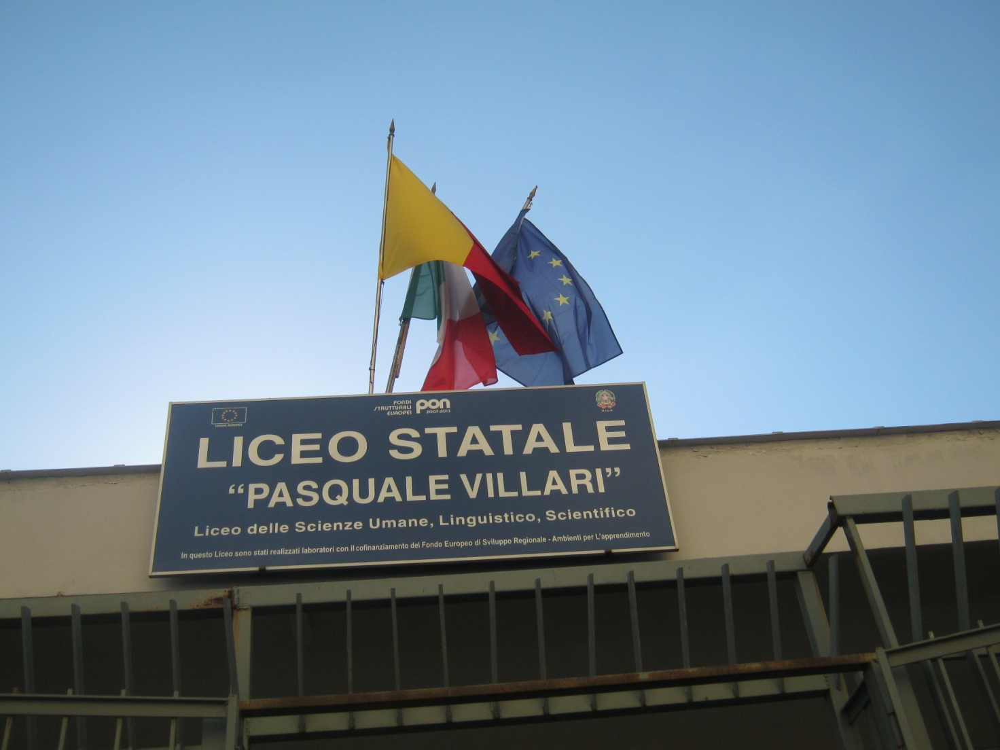 UNIONE EUROPEA
FONDI
STRUTTURALI
EUROPEI
pon
2007-2013
M.I.U.R.
LICEO STATALE
“PASQUALE VILLARI”
Liceo delle Scienze Umane, Linguistico, Scientifico
In questo Liceo sono stati realizzati laboratori con il cofinanziamento del Fondo Europeo di Sviluppo Regionale - Ambienti per L'apprendimento